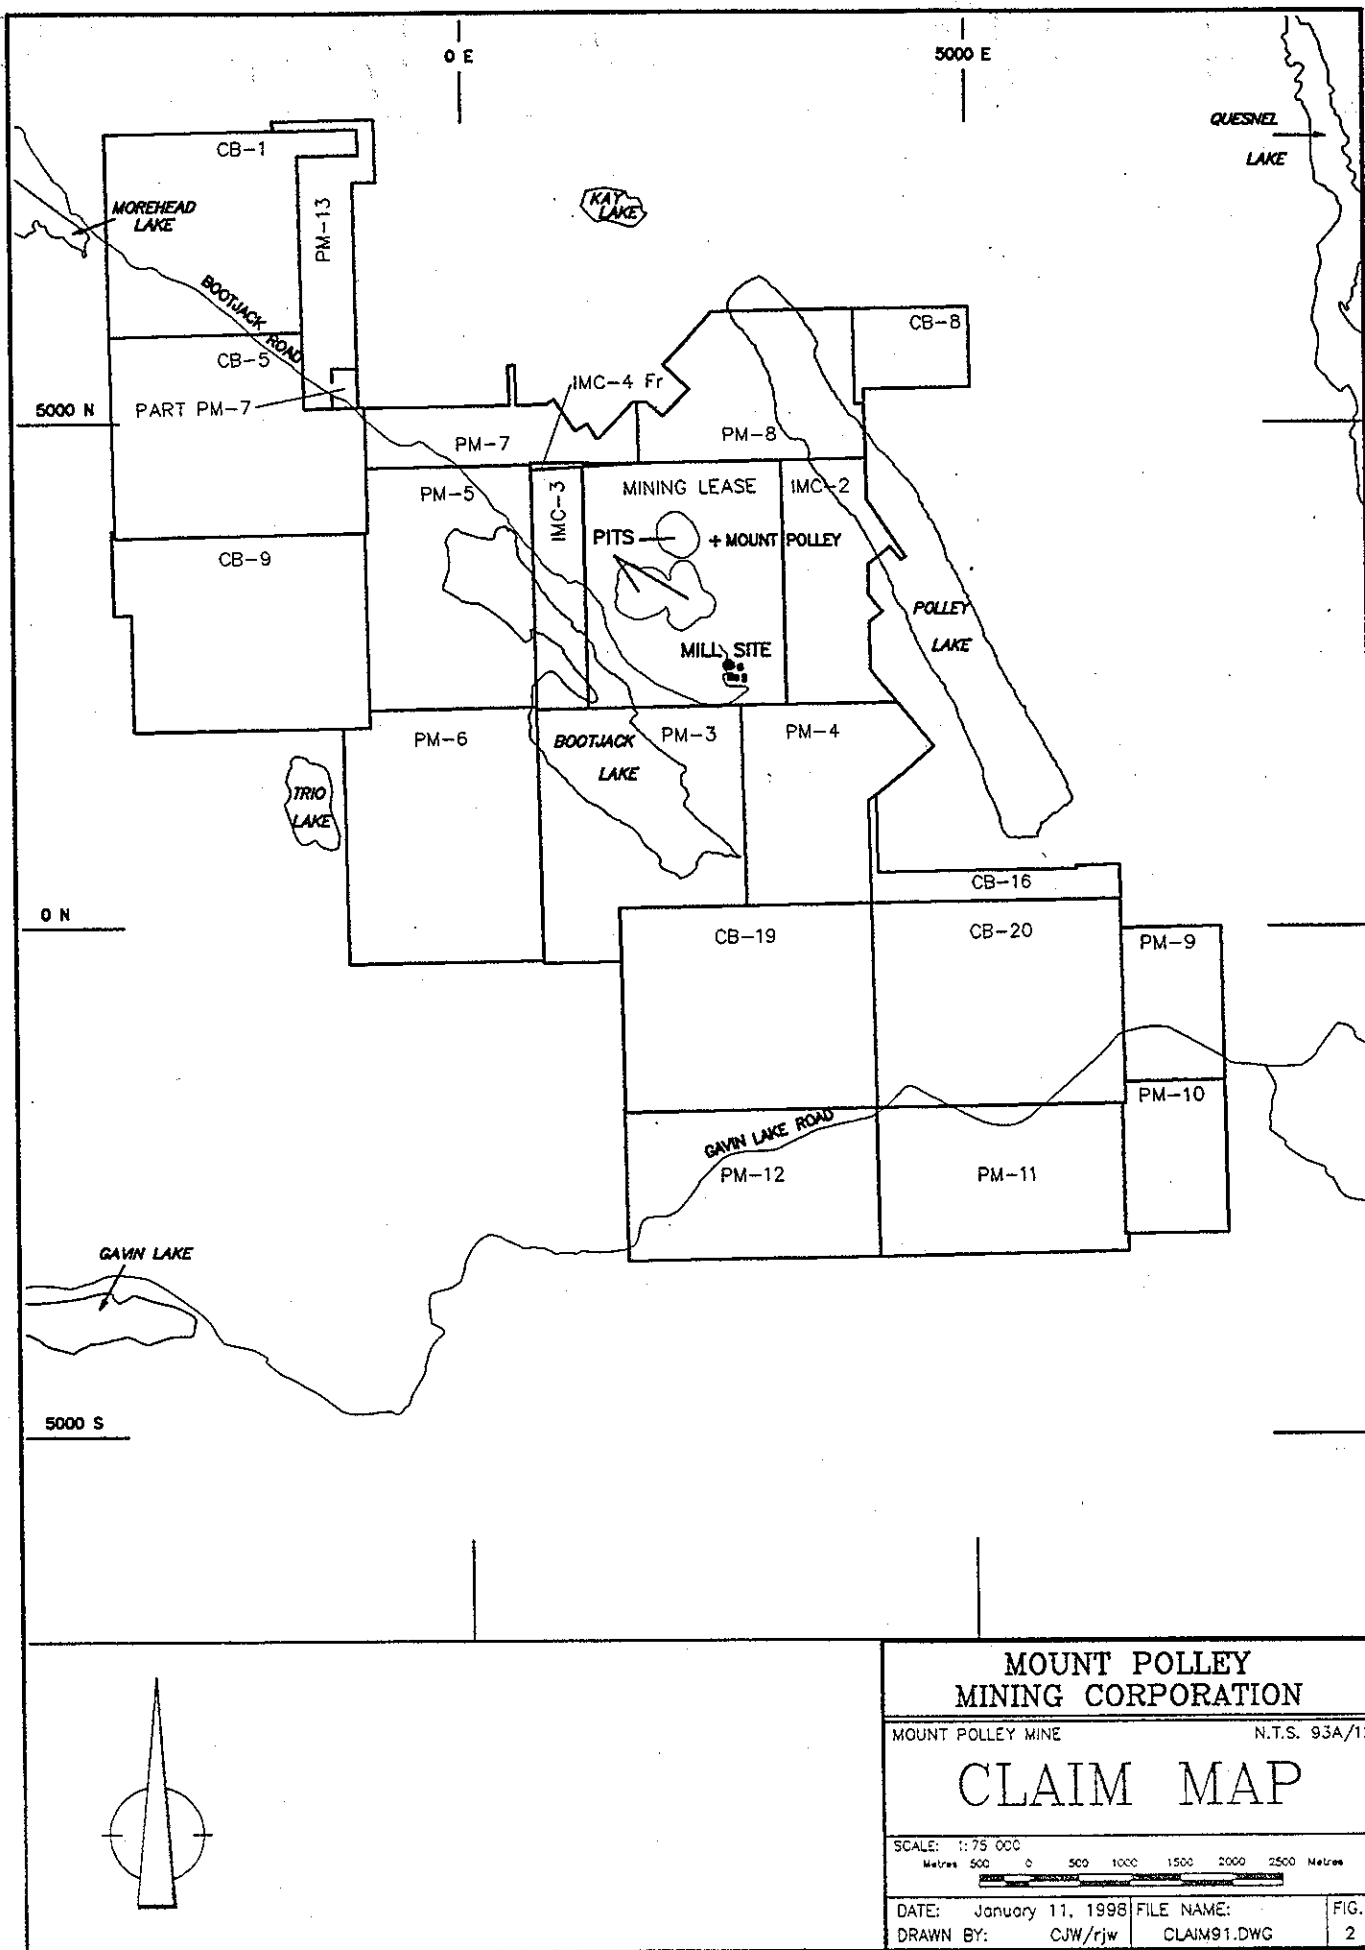 0 E
5000 E
QUESNEL
LAKE
CB-1
MOREHEAD
LAKE
PM-13
KAY
LAKE
BOOTJACK
ROAD
CB-8
CB-5
IMC-4 Fr
5000 N
PART PM-7
PM-7
PM-8
PM-5
IMC-3
MINING LEASE
IMC-2
PITS
+ MOUNT POLLEY
CB-9
POLLEY
LAKE
MILL SITE
PM-6
BOOTJACK
LAKE
PM-3
PM-4
TRIO
LAKE
CB-16
0 N
CB-19
CB-20
PM-9
PM-10
GAVIN LAKE ROAD
PM-12
PM-11
GAVIN LAKE
5000 S
MOUNT POLLEY
MINING CORPORATION
MOUNT POLLEY MINE
N.T.S. 93A/1
CLAIM MAP
SCALE: 1:75 000
Metres 500 0 500 1000 1500 2000 2500 Metres
DATE: January 11, 1998
FILE NAME:
FIG.
DRAWN BY: CJW/rjw
CLAIM91.DWG
2